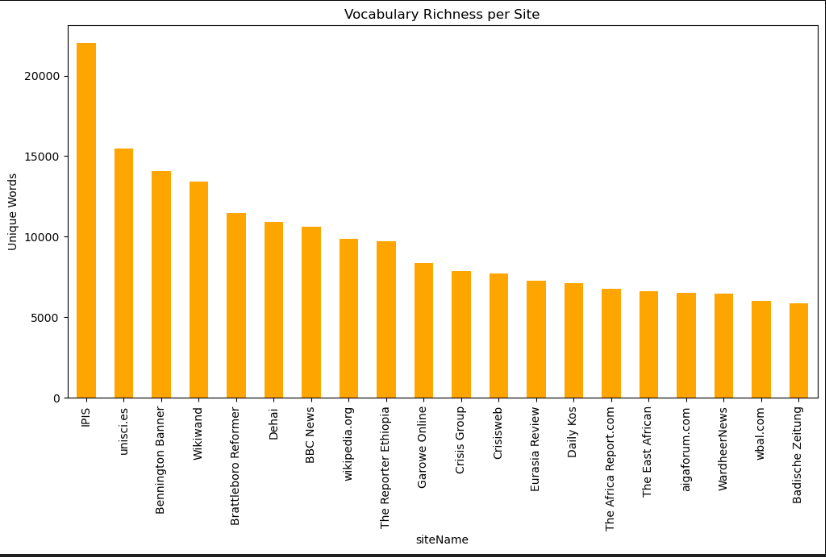 Vocabulary Richness per Site
20000
15000
10000
5000
0
Unique Words
IPIS
unisci.es
Bennington Banner
Wikiwand
Brattleboro Reformer
Dehai
BBC News
wikipedia.org
The Reporter Ethiopia
Garowe Online
Crisis Group
Crisisweb
Eurasia Review
Daily Kos
The Africa Report.com
The East African
aigaforum.com
WardheerNews
wbal.com
Badische Zeitung
siteName